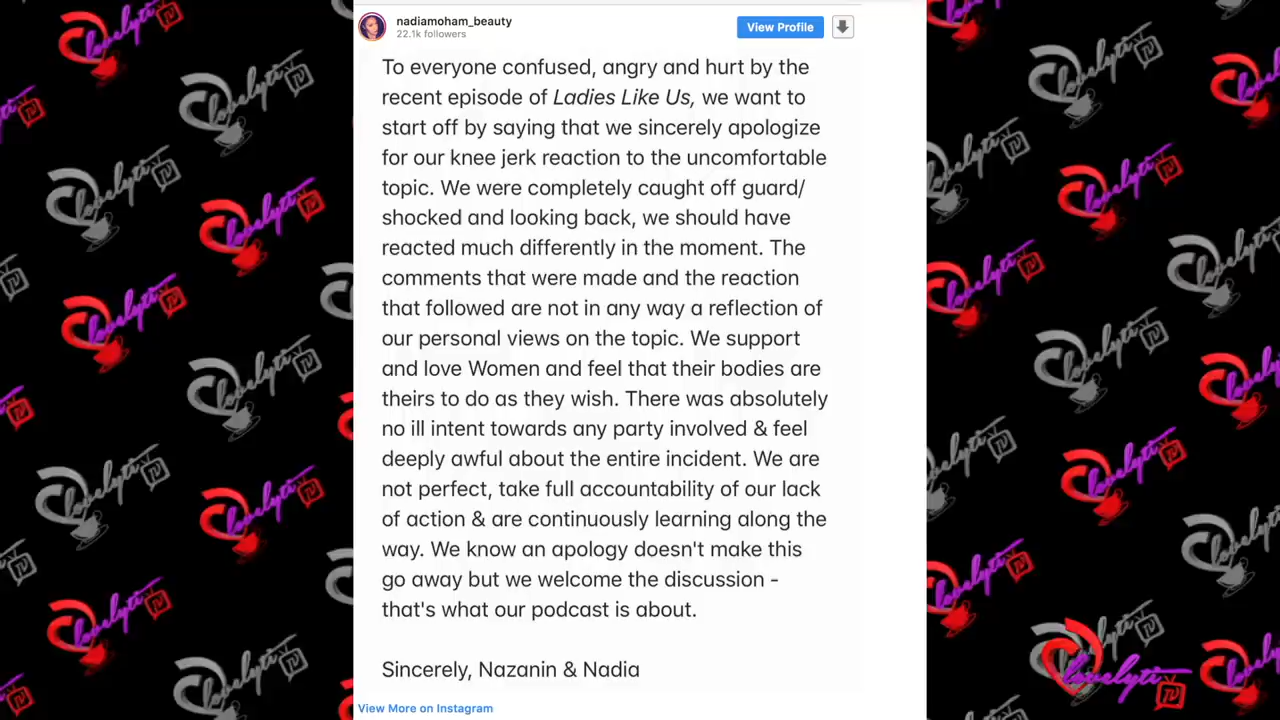 nadiamoham_beauty
22.1k followers
View Profile
To everyone confused, angry and hurt by the
recent episode of Ladies Like Us, we want to
start off by saying that we sincerely apologize
for our knee jerk reaction to the uncomfortable
topic. We were completely caught off guard/
shocked and looking back, we should have
reacted much differently in the moment. The
comments that were made and the reaction
that followed are not in any way a reflection of
our personal views on the topic. We support
and love Women and feel that their bodies are
theirs to do as they wish. There was absolutely
no ill intent towards any party involved & feel
deeply awful about the entire incident. We are
not perfect, take full accountability of our lack
of action & are continuously learning along the
way. We know an apology doesn't make this
go away but we welcome the discussion -
that's what our podcast is about.
Sincerely, Nazanin & Nadia
View More on Instagram
lovelyti TV